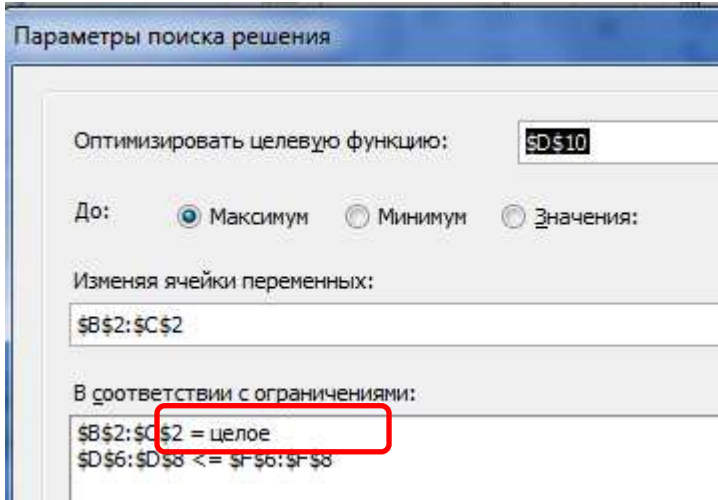 Параметры поиска решения
Оптимизировать целевую функцию: $D$10
До: Максимум Минимум Значения:
Изменяя ячейки переменных:
$B$2:$C$2
В соответствии с ограничениями:
$B$2:$C$2 = целое
$D$6:$D$8 <= $F$6:$F$8